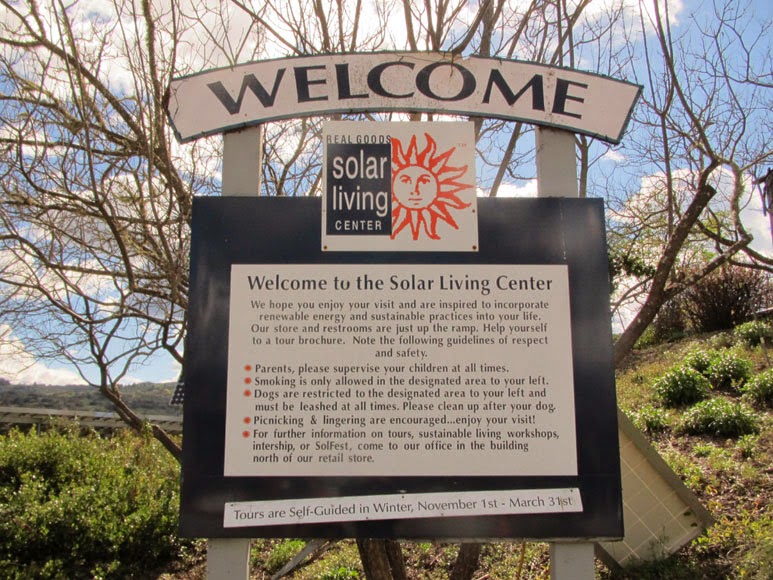 WELCOME
REAL GOODS
solar
living
CENTER
™
Welcome to the Solar Living Center
We hope you enjoy your visit and are inspired to incorporate
renewable energy and sustainable practices into your life.
Our store and restrooms are just up the ramp. Help yourself
to a tour brochure. Note the following guidelines of respect
and safety.
Parents, please supervise your children at all times.
Smoking is only allowed in the designated area to your left.
Dogs are restricted to the designated area to your left and
must be leashed at all times. Please clean up after your dog.
Picnicking & lingering are encouraged...enjoy your visit!
For further information on tours, sustainable living workshops,
intership, or SolFest, come to our office in the building
north of our retail store.
Tours are Self-Guided in Winter, November 1st - March 31st